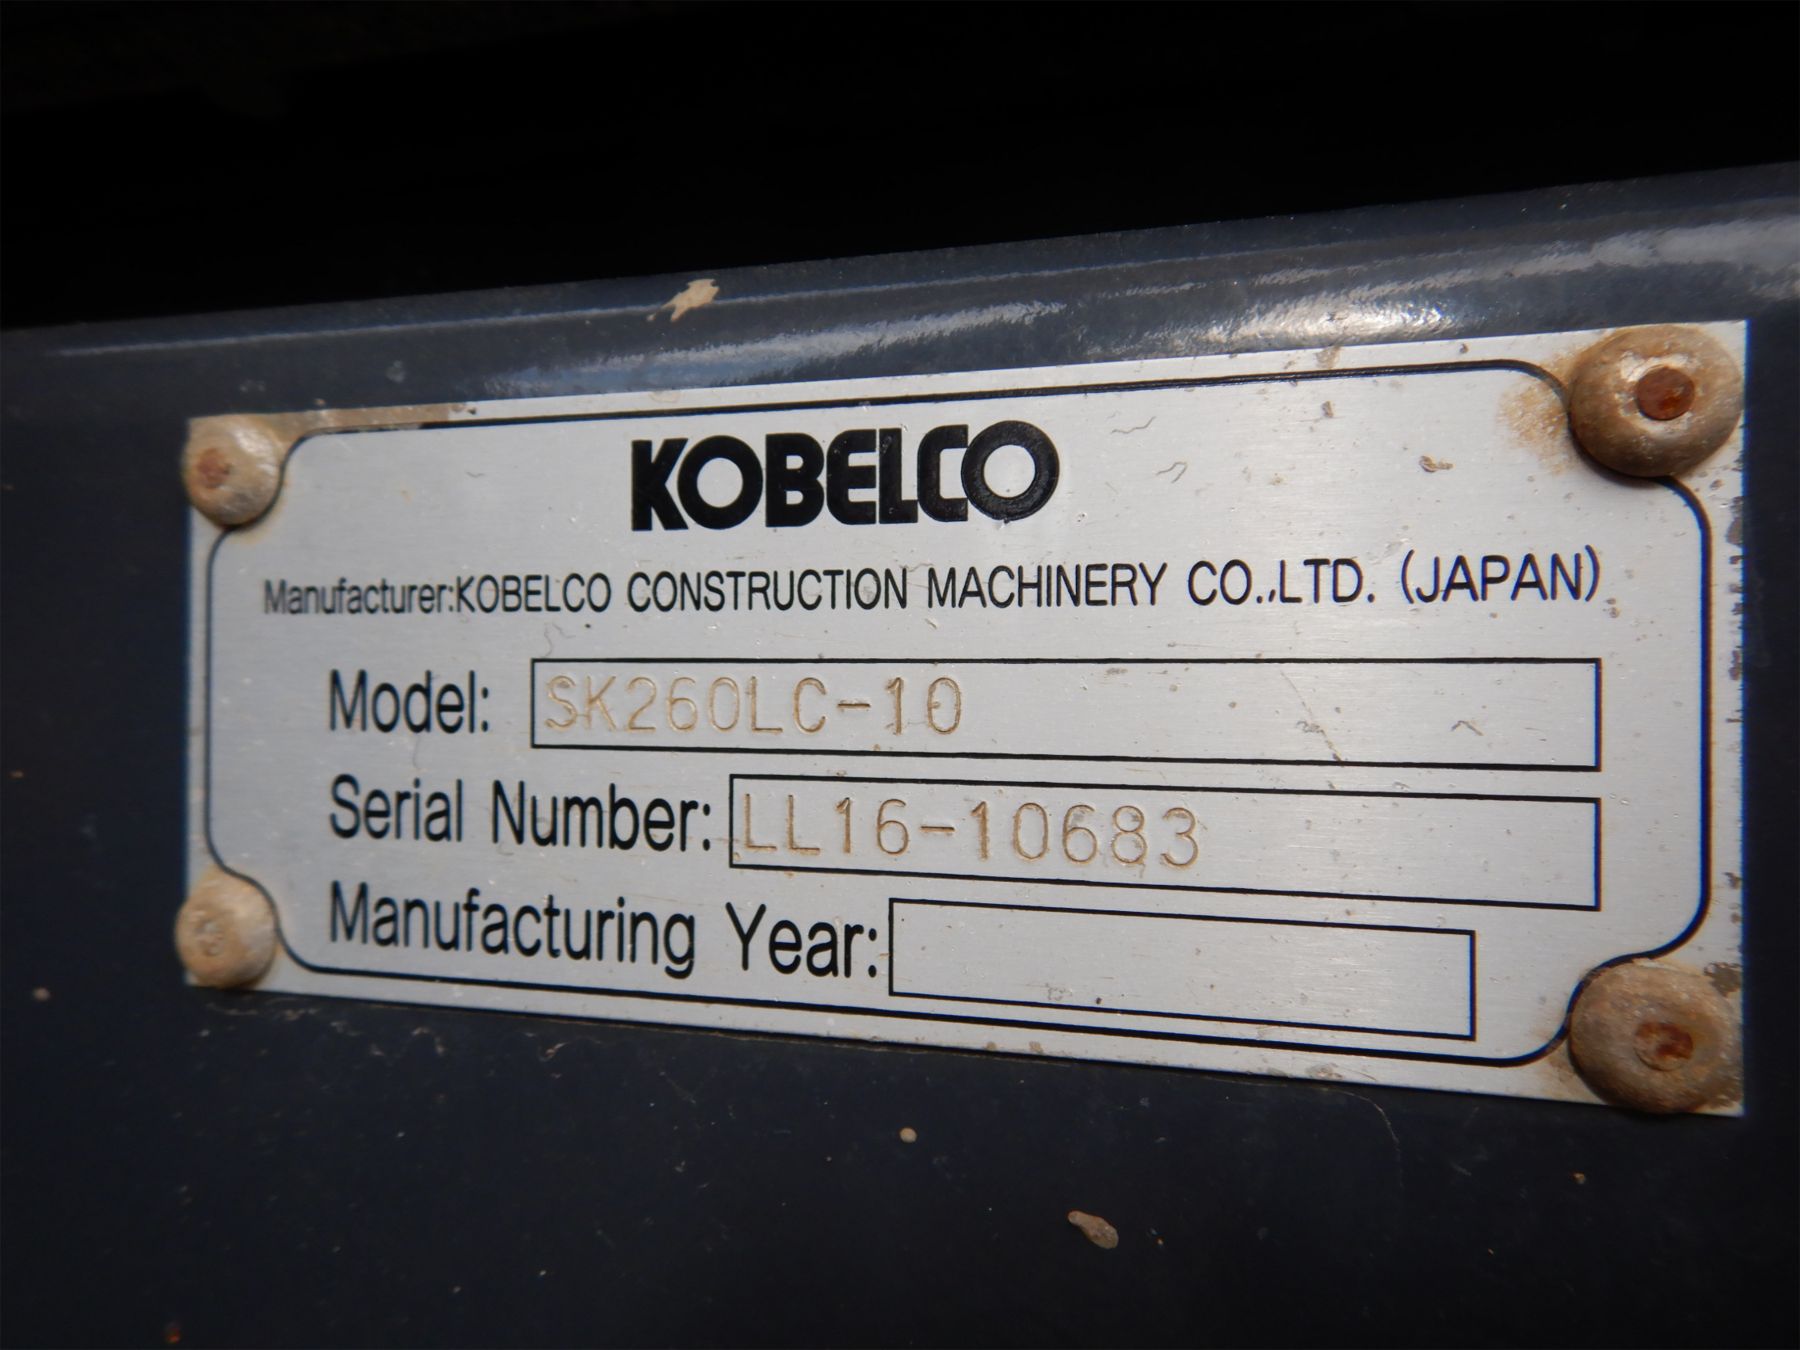 KOBELCO
Manufacturer:KOBELCO CONSTRUCTION MACHINERY CO.,LTD. (JAPAN)
Model: SK260LC-10
Serial Number: LL16-10683
Manufacturing Year: